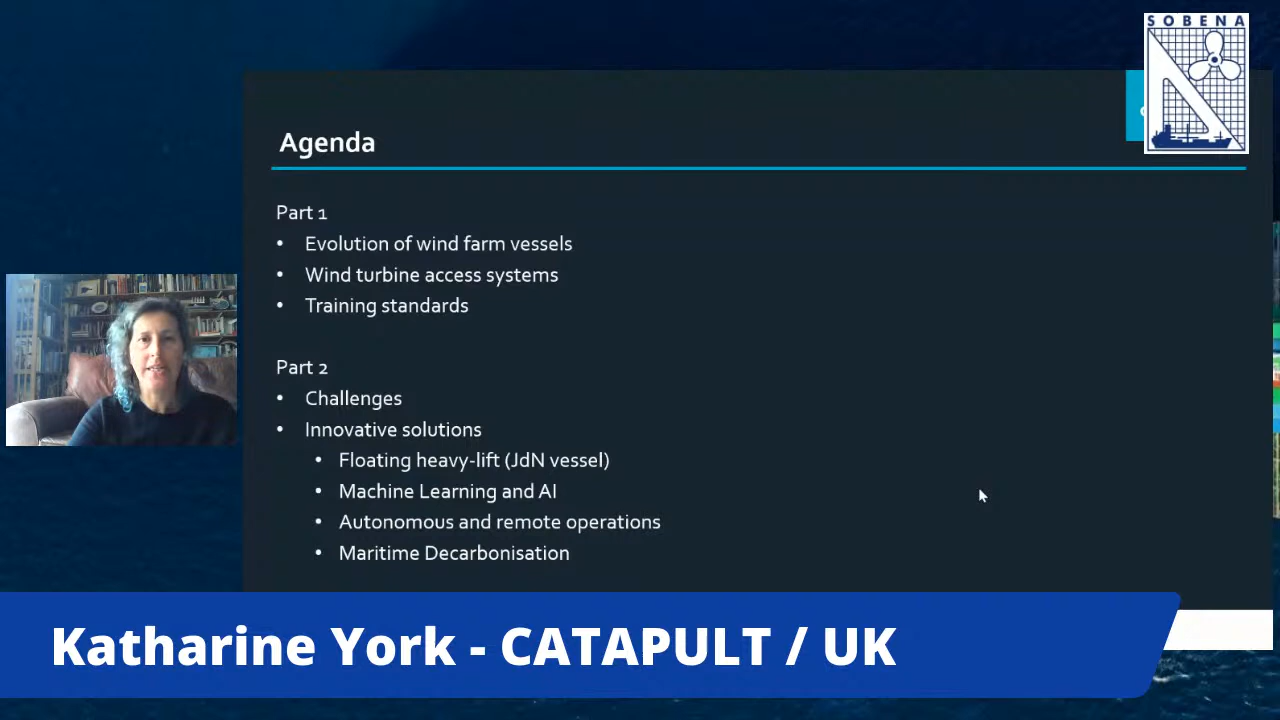 SOBENA
Agenda
Part 1
• Evolution of wind farm vessels
• Wind turbine access systems
• Training standards
Part 2
• Challenges
• Innovative solutions
• Floating heavy-lift (JdN vessel)
• Machine Learning and AI
• Autonomous and remote operations
• Maritime Decarbonisation
Katharine York - CATAPULT / UK